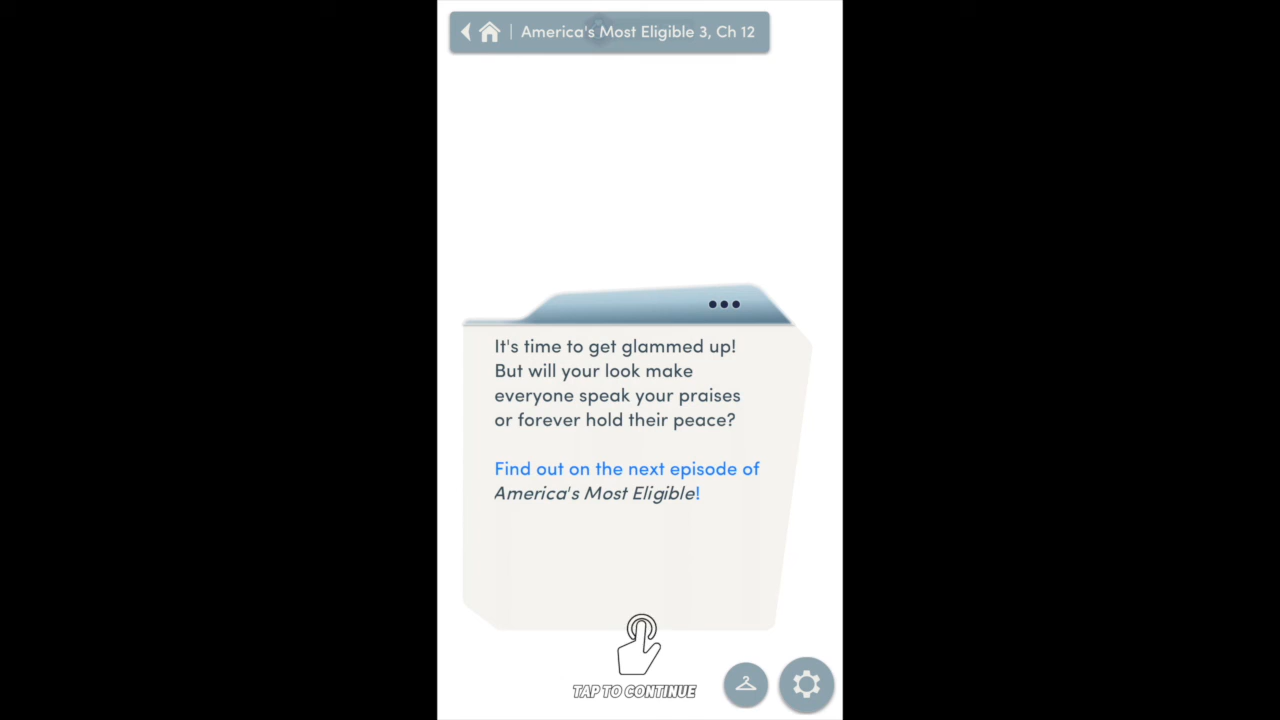 America's Most Eligible 3, Ch 12
It's time to get glammed up!
But will your look make
everyone speak your praises
or forever hold their peace?
Find out on the next episode of
America's Most Eligible!
TAP TO CONTINUE